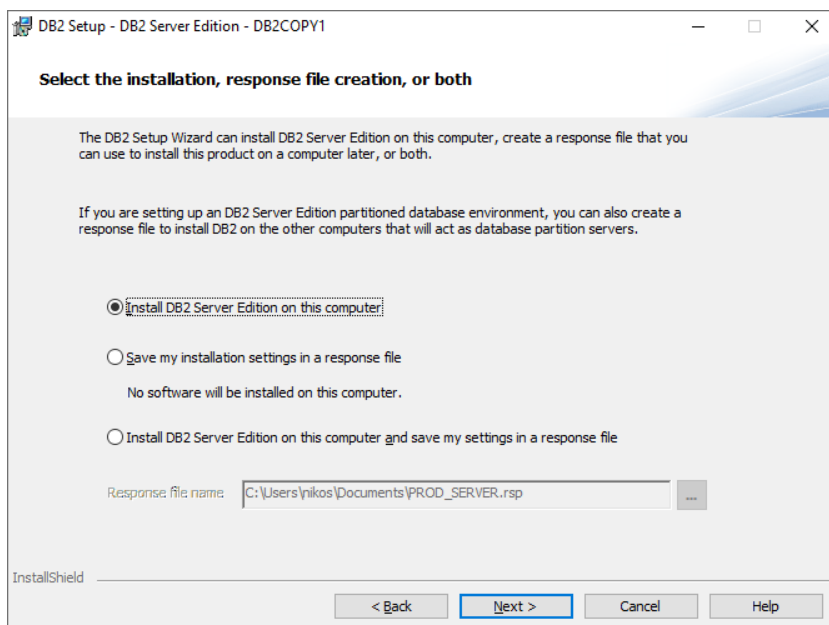 DB2 Setup - DB2 Server Edition - DB2COPY1
Select the installation, response file creation, or both
The DB2 Setup Wizard can install DB2 Server Edition on this computer, create a response file that you
can use to install this product on a computer later, or both.
If you are setting up an DB2 Server Edition partitioned database environment, you can also create a
response file to install DB2 on the other computers that will act as database partition servers.
Install DB2 Server Edition on this computer
Save my installation settings in a response file
No software will be installed on this computer.
Install DB2 Server Edition on this computer and save my settings in a response file
Response file name C:\Users\nikos\Documents\PROD_SERVER.rsp ...
InstallShield
< Back Next > Cancel Help